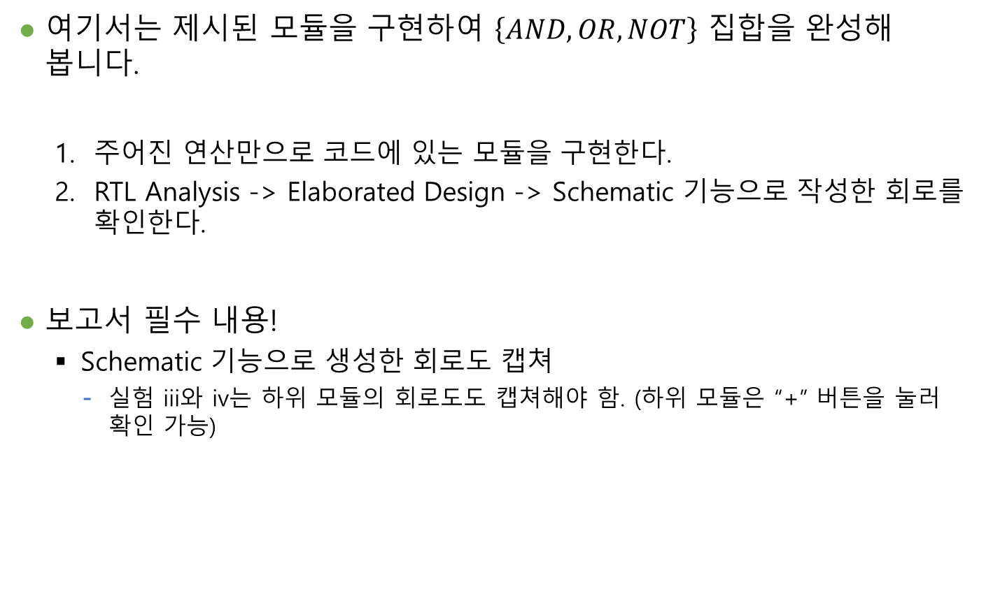 ● 여기서는 제시된 모듈을 구현하여 {AND, OR, NOT} 집합을 완성해
봅니다.
1. 주어진 연산만으로 코드에 있는 모듈을 구현한다.
2. RTL Analysis -> Elaborated Design -> Schematic 기능으로 작성한 회로를
확인한다.
● 보고서 필수 내용!
▪ Schematic 기능으로 생성한 회로도 캡쳐
- 실험 iii와 iv는 하위 모듈의 회로도도 캡쳐해야 함. (하위 모듈은 “+” 버튼을 눌러
확인 가능)